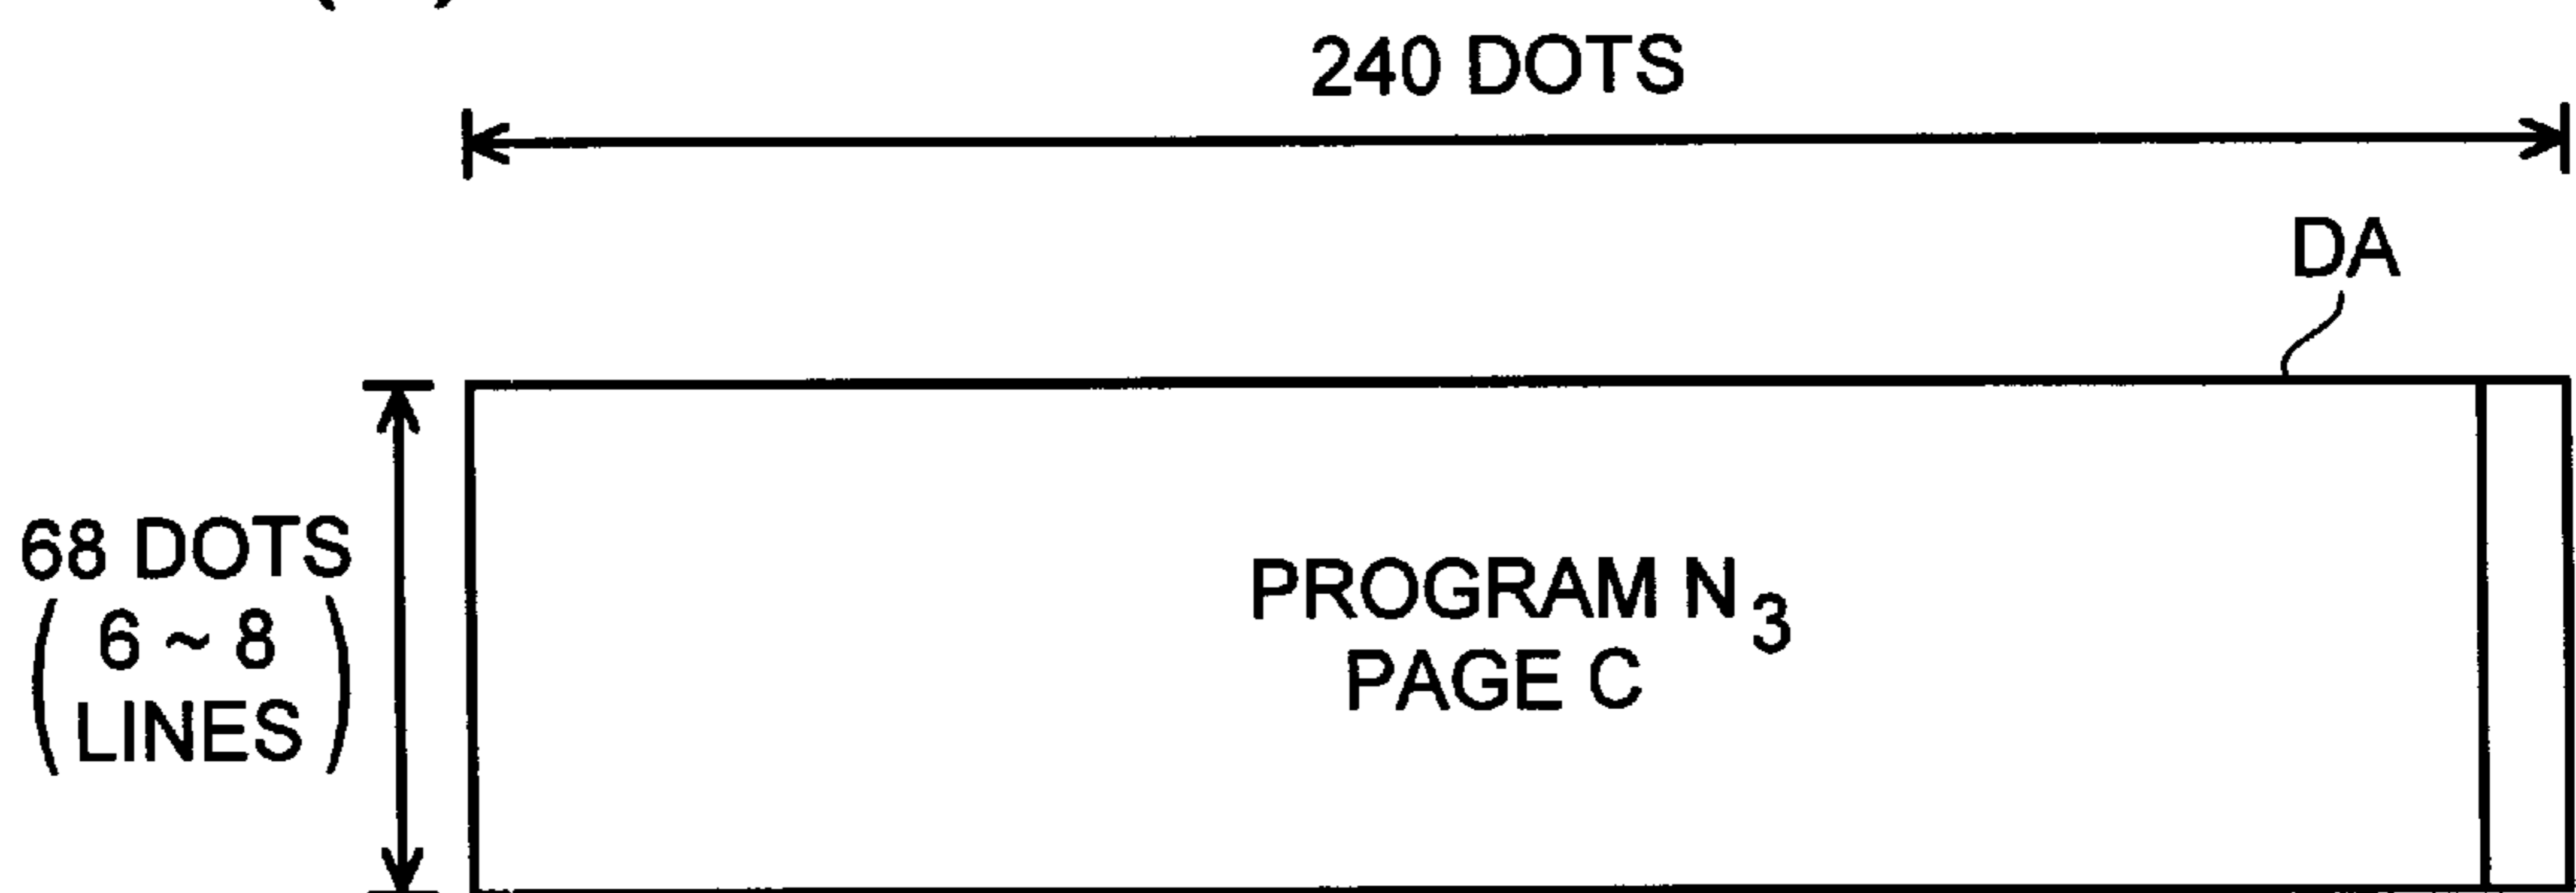 240 DOTS
DA
68 DOTS
( 6 ~ 8
LINES )
PROGRAM N3
PAGE C